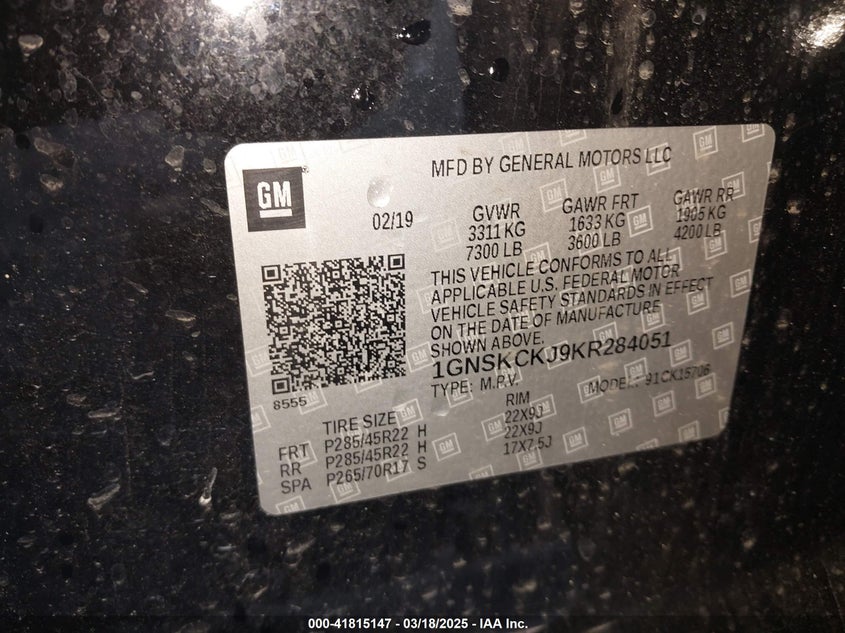 MFD BY GENERAL MOTORS LLC
GM
02/19
GVWR GAWR FRT GAWR RR
3311 KG 1633 KG 1905 KG
7300 LB 3600 LB 4200 LB
THIS VEHICLE CONFORMS TO ALL
APPLICABLE U.S. FEDERAL MOTOR
VEHICLE SAFETY STANDARDS IN EFFECT
ON THE DATE OF MANUFACTURE
SHOWN ABOVE.
1GNSKCKJ9KR284051
TYPE: M.P.V. MODEL: 91CK15706
8555
TIRE SIZE RIM
FRT P285/45R22 H 22X9J
RR P285/45R22 H 22X9J
SPA P265/70R17 S 17X7.5J
000-41815147 - 03/18/2025 - IAA Inc.